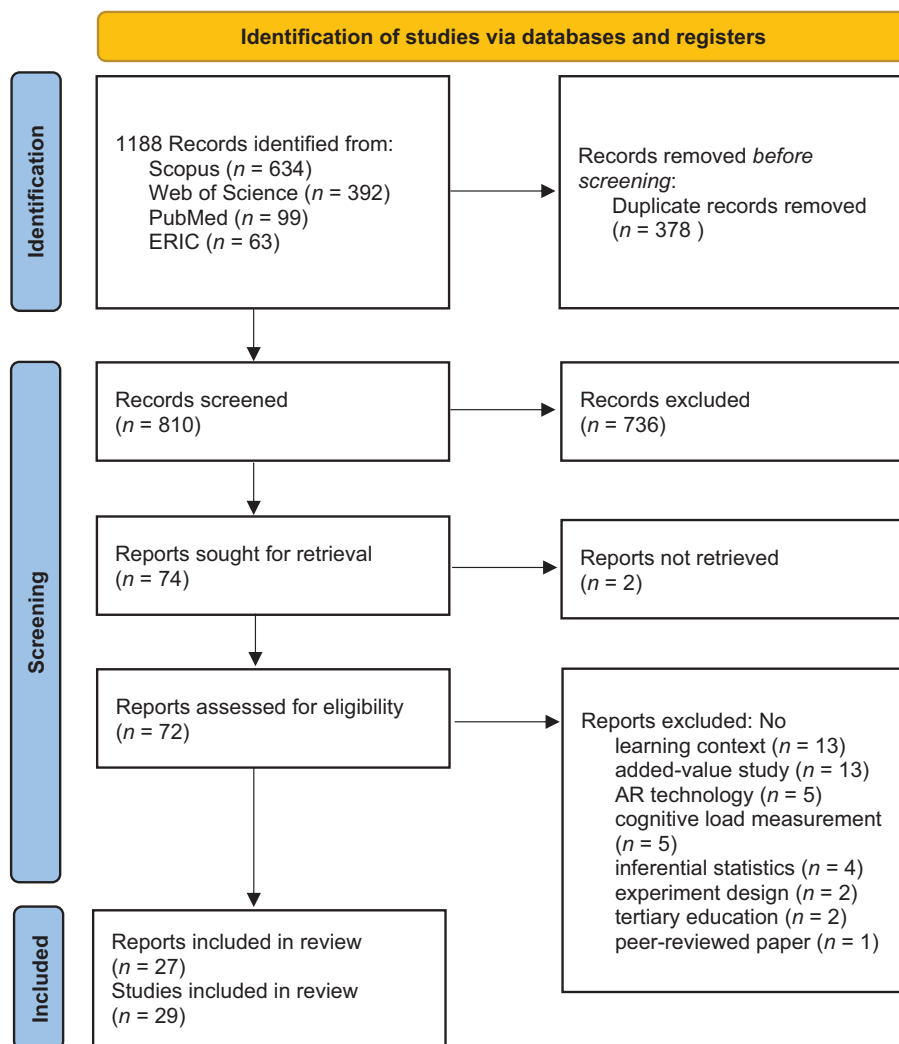 Identification of studies via databases and registers
Identification
1188 Records identified from:
Scopus (n = 634)
Web of Science (n = 392)
PubMed (n = 99)
ERIC (n = 63)
Records removed before
screening:
Duplicate records removed
(n = 378 )
Screening
Records screened
(n = 810)
Records excluded
(n = 736)
Reports sought for retrieval
(n = 74)
Reports not retrieved
(n = 2)
Reports assessed for eligibility
(n = 72)
Reports excluded: No
learning context (n = 13)
added-value study (n = 13)
AR technology (n = 5)
cognitive load measurement
(n = 5)
inferential statistics (n = 4)
experiment design (n = 2)
tertiary education (n = 2)
peer-reviewed paper (n = 1)
Included
Reports included in review
(n = 27)
Studies included in review
(n = 29)